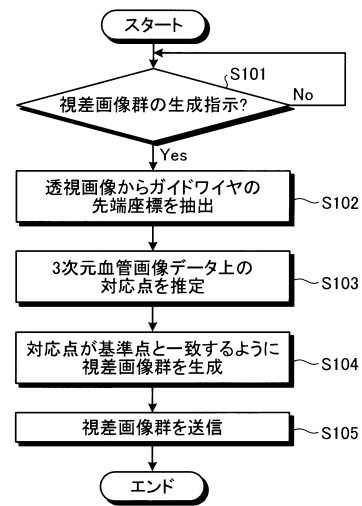 スタート
S101
視差画像群の生成指示?
No
Yes
透視画像からガイドワイヤの
先端座標を抽出
S102
3次元血管画像データ上の
対応点を推定
S103
対応点が基準点と一致するように
視差画像群を生成
S104
視差画像群を送信
S105
エンド